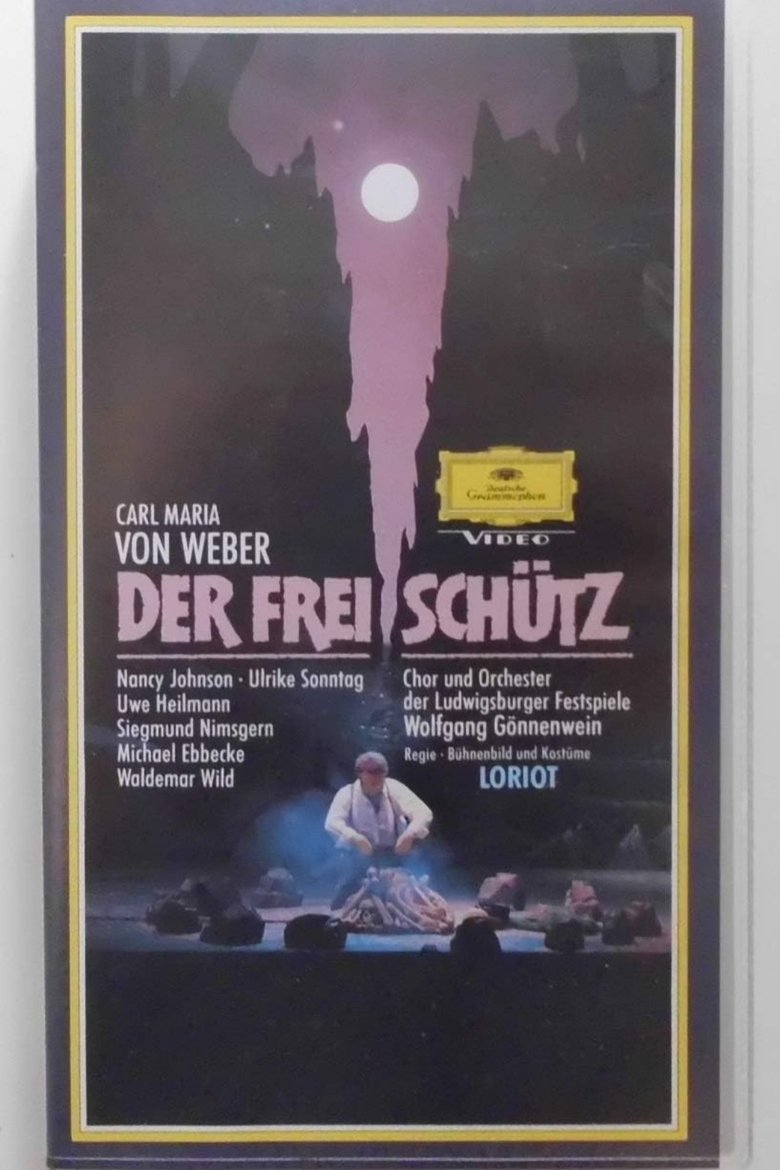 Deutsche
Grammophon
VIDEO
CARL MARIA
VON WEBER
DER FREISCHÜTZ
Nancy Johnson · Ulrike Sonntag
Uwe Heilmann
Siegmund Nimsgern
Michael Ebbecke
Waldemar Wild
Chor und Orchester
der Ludwigsburger Festspiele
Wolfgang Gönnenwein
Regie · Bühnenbild und Kostüme
LORIOT